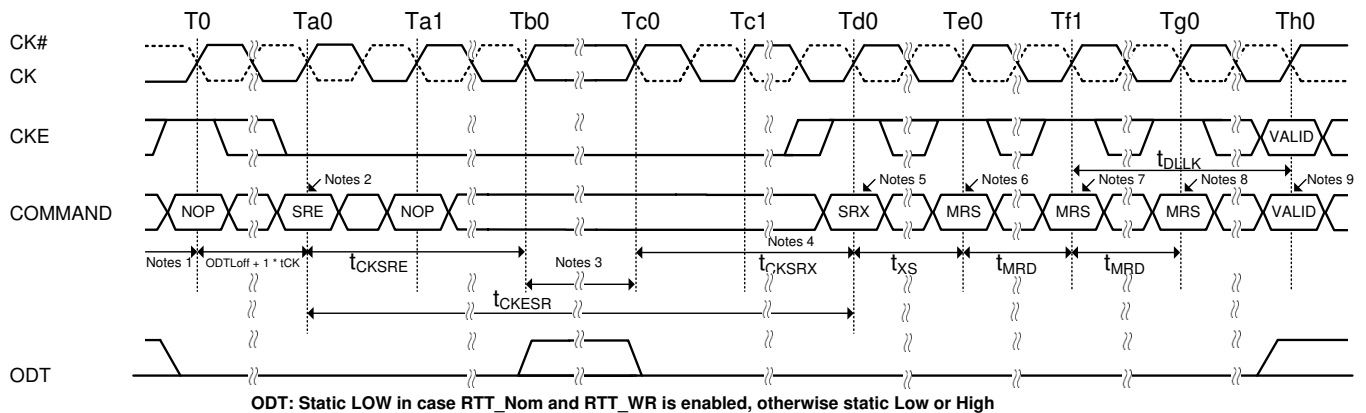 T0 Ta0 Ta1 Tb0 Tc0 Tc1 Td0 Te0 Tf1 Tg0 Th0
CK#
CK
CKE
VALID
tDLLK
Notes 2
Notes 5
Notes 6
Notes 7
Notes 8
Notes 9
COMMAND
NOP
SRE
NOP
SRX
MRS
MRS
MRS
VALID
Notes 1
ODTLoff + 1 * tCK
tCKSRE
Notes 3
Notes 4
tCKSRX
tXS
tMRD
tMRD
tCKESR
ODT
ODT: Static LOW in case RTT_Nom and RTT_WR is enabled, otherwise static Low or High